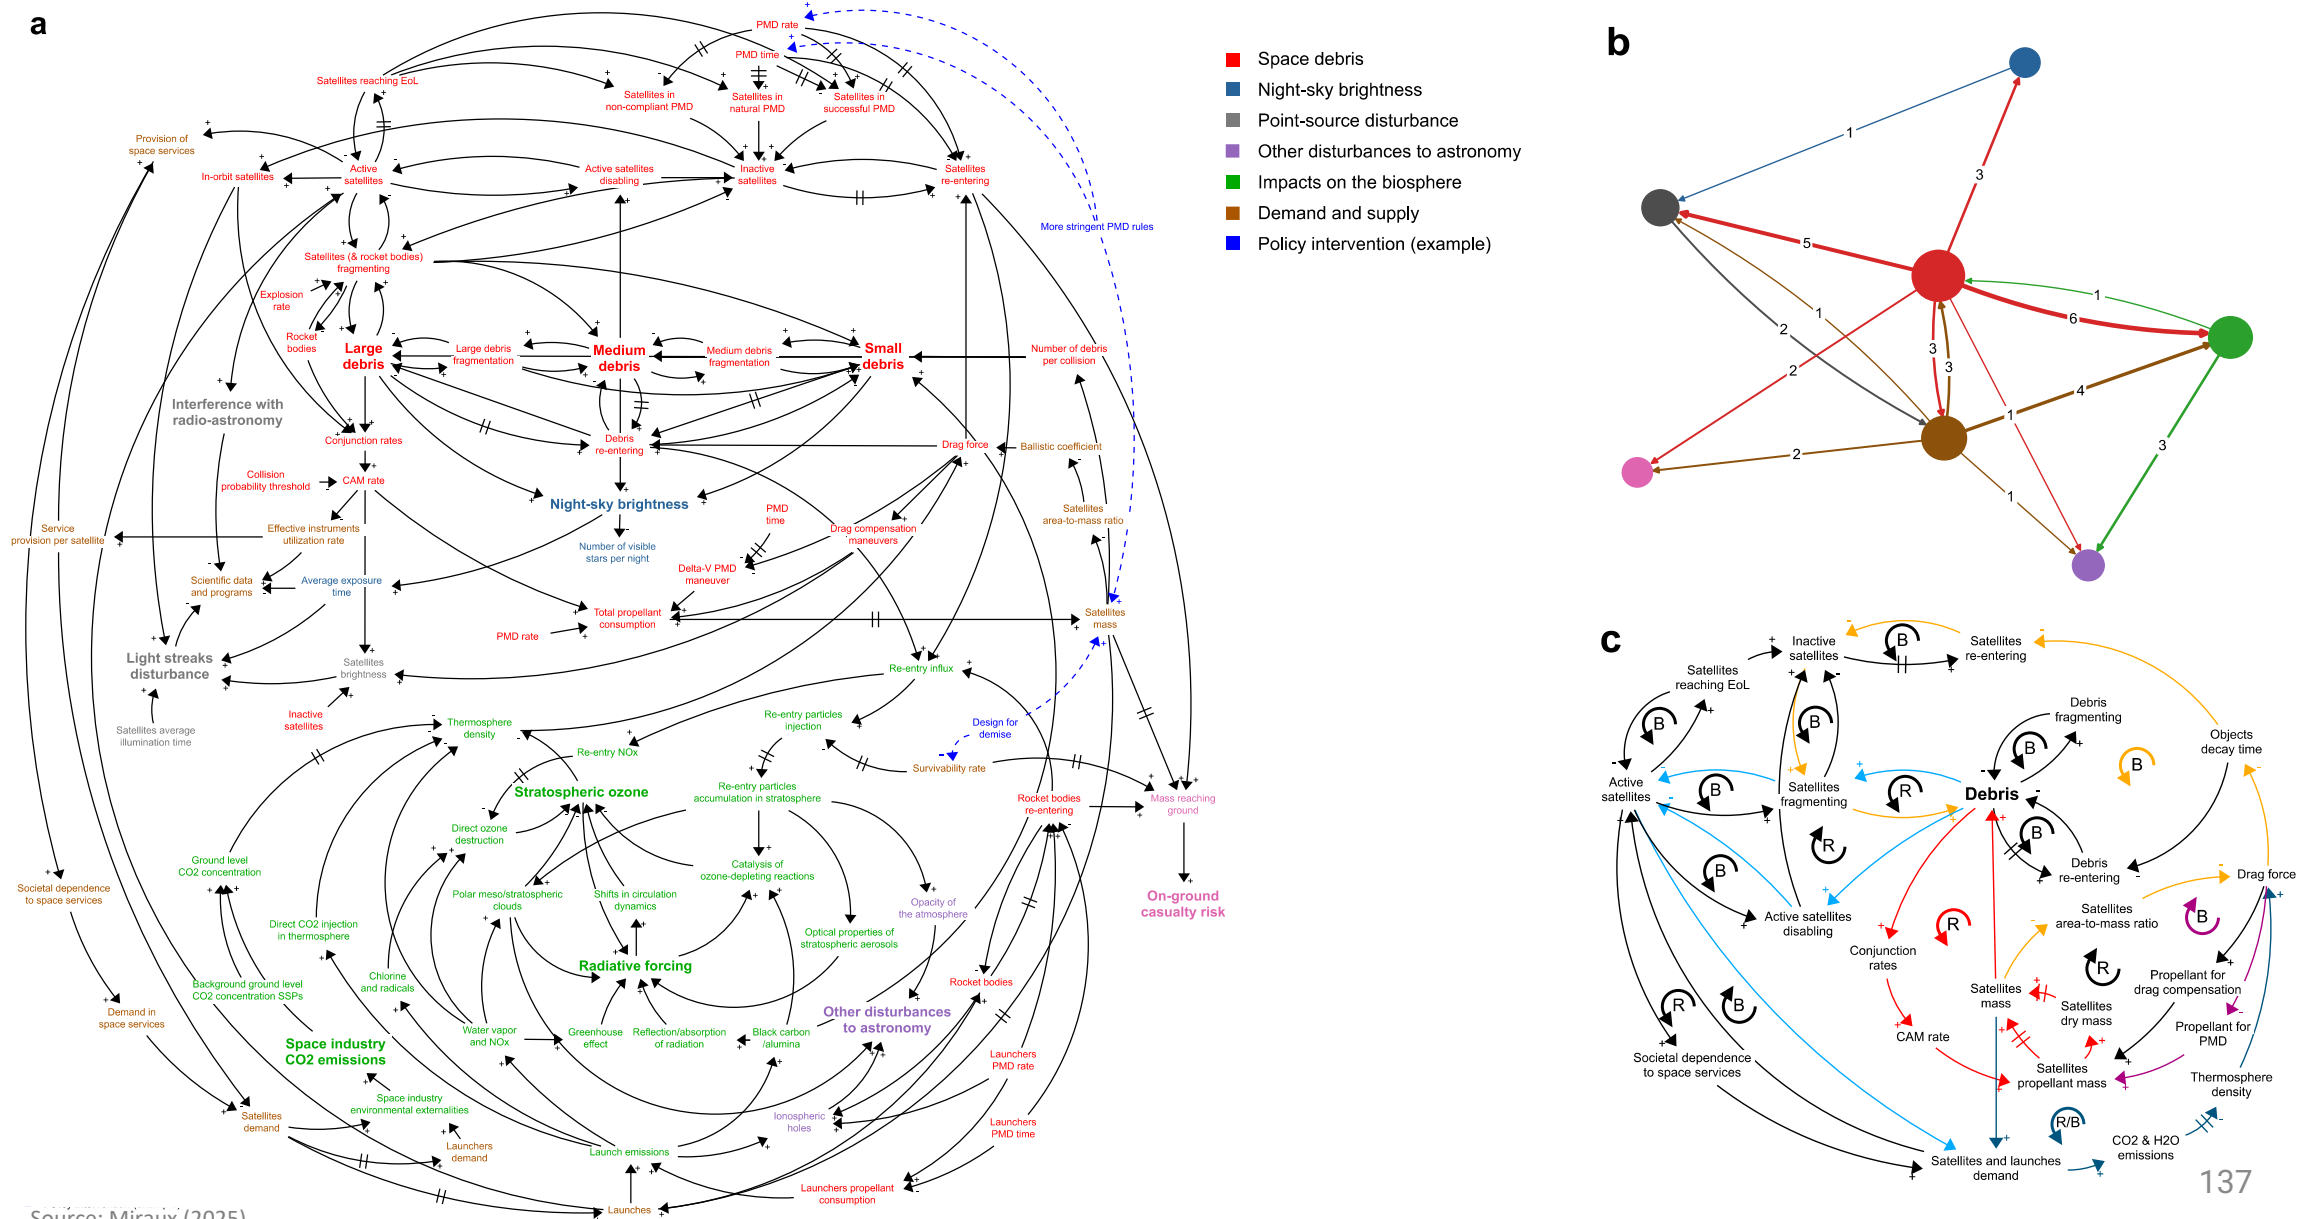 a
PMD rate
PMD time
Satellites reaching EoL
Satellites in
non-compliant PMD
Satellites in
natural PMD
Satellites in
successful PMD
Provision of
space services
In-orbit satellites
Active
satellites
Active satellites
disabling
Inactive
satellites
Satellites
re-entering
More stringent PMD rules
Satellites (& rocket bodies)
fragmenting
Explosion
rate
Rocket
bodies
Large
debris
Large debris
fragmentation
Medium
debris
Medium debris
fragmentation
Small
debris
Number of debris
per collision
Interference with
radio-astronomy
Conjunction rates
Debris
re-entering
Drag force
Ballistic coefficient
Collision
probability threshold
CAM rate
Night-sky brightness
PMD
time
Satellites
area-to-mass ratio
Service
provision per satellite
Effective instruments
utilization rate
Number of visible
stars per night
Drag compensation
maneuvers
Scientific data
and programs
Average exposure
time
Delta-V PMD
maneuver
PMD rate
Total propellant
consumption
Satellites
mass
Light streaks
disturbance
Satellites
brightness
Re-entry influx
Inactive
satellites
Satellites average
illumination time
Thermosphere
density
Re-entry particles
injection
Design for
demise
Re-entry NOx
Survivability rate
Stratospheric ozone
Re-entry particles
accumulation in stratosphere
Rocket bodies
re-entering
Mass reaching
ground
Direct ozone
destruction
Ground level
CO2 concentration
Catalysis of
ozone-depleting reactions
Societal dependence
to space services
Polar meso/stratospheric
clouds
Shifts in circulation
dynamics
Opacity of
the atmosphere
On-ground
casualty risk
Direct CO2 injection
in thermosphere
Optical properties of
stratospheric aerosols
Radiative forcing
Background ground level
CO2 concentration SSPs
Chlorine
and radicals
Rocket bodies
Demand in
space services
Other disturbances
to astronomy
Water vapor
and NOx
Greenhouse
effect
Reflection/absorption
of radiation
Black carbon
/alumina
Space industry
CO2 emissions
Launchers
PMD rate
Space industry
environmental externalities
Satellites
demand
Ionospheric
holes
Launchers
PMD time
Launchers
demand
Launch emissions
Launchers propellant
consumption
Launches
Source: Miraux (2025)
Space debris
Night-sky brightness
Point-source disturbance
Other disturbances to astronomy
Impacts on the biosphere
Demand and supply
Policy intervention (example)
b
1
3
5
1
6
1
2
3
3
2
4
1
2
3
1
c
Inactive
satellites
B
Satellites
re-entering
Satellites
reaching EoL
B
B
Debris
fragmenting
B
Objects
decay time
B
Active
satellites
B
Satellites
fragmenting
R
Debris
B
R
B
Debris
re-entering
Drag force
Active satellites
disabling
R
Satellites
area-to-mass ratio
B
Conjunction
rates
R
Propellant for
drag compensation
Satellites
mass
R
B
Satellites
dry mass
Propellant for
PMD
CAM rate
Societal dependence
to space services
Satellites
propellant mass
Thermosphere
density
R/B
CO2 & H2O
emissions
Satellites and launches
demand
137